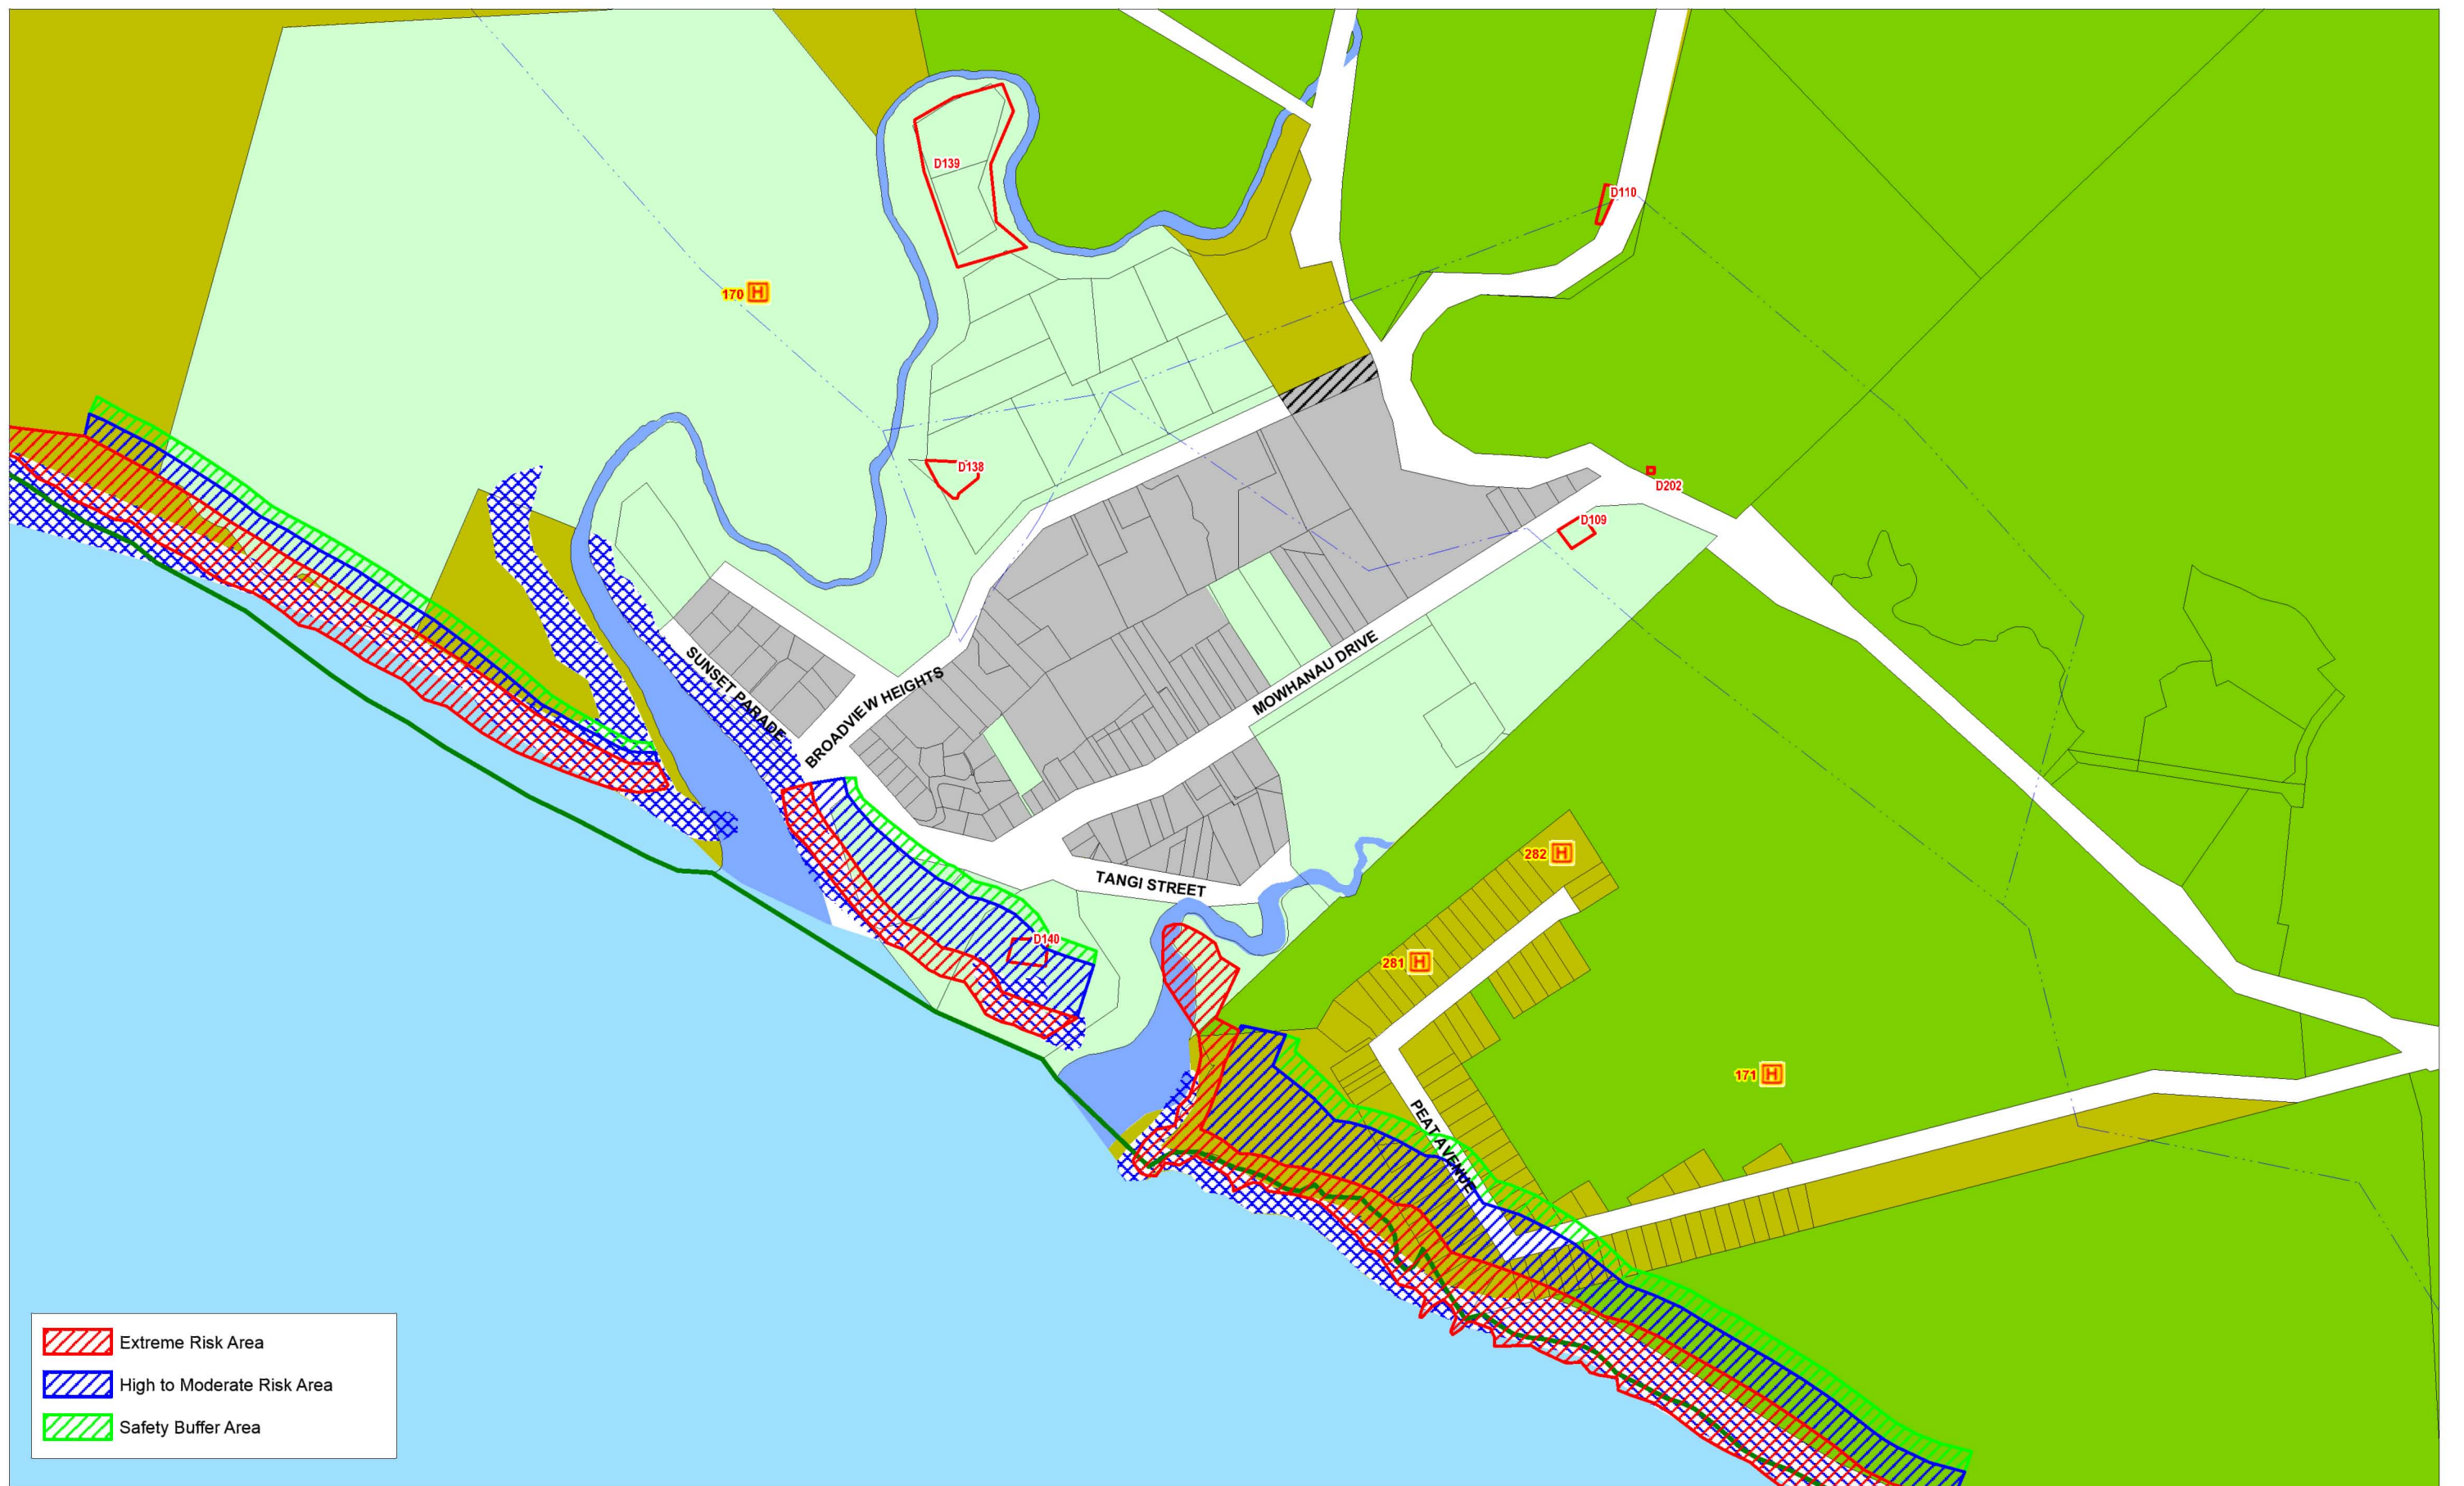 D139
D110
170 H
D138
D202
D109
SUNSET PARADE
BROADVIEW HEIGHTS
MOWHANAU DRIVE
282 H
TANGI STREET
D140
281 H
171 H
PEAT AVENUE
Extreme Risk Area
High to Moderate Risk Area
Safety Buffer Area